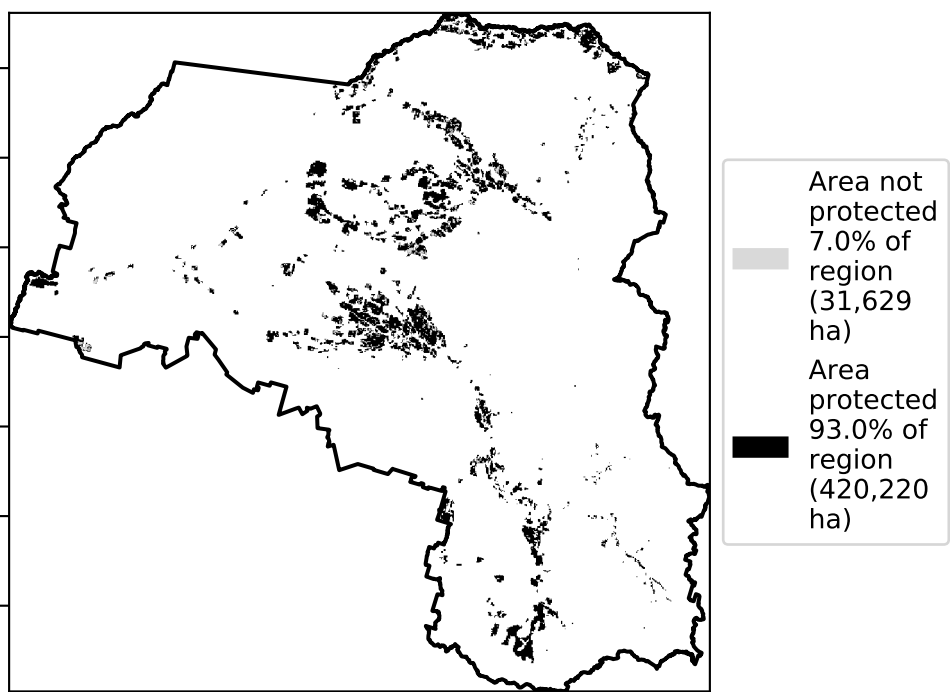 Area not
protected
7.0% of
region
(31,629
ha)
Area
protected
93.0% of
region
(420,220
ha)